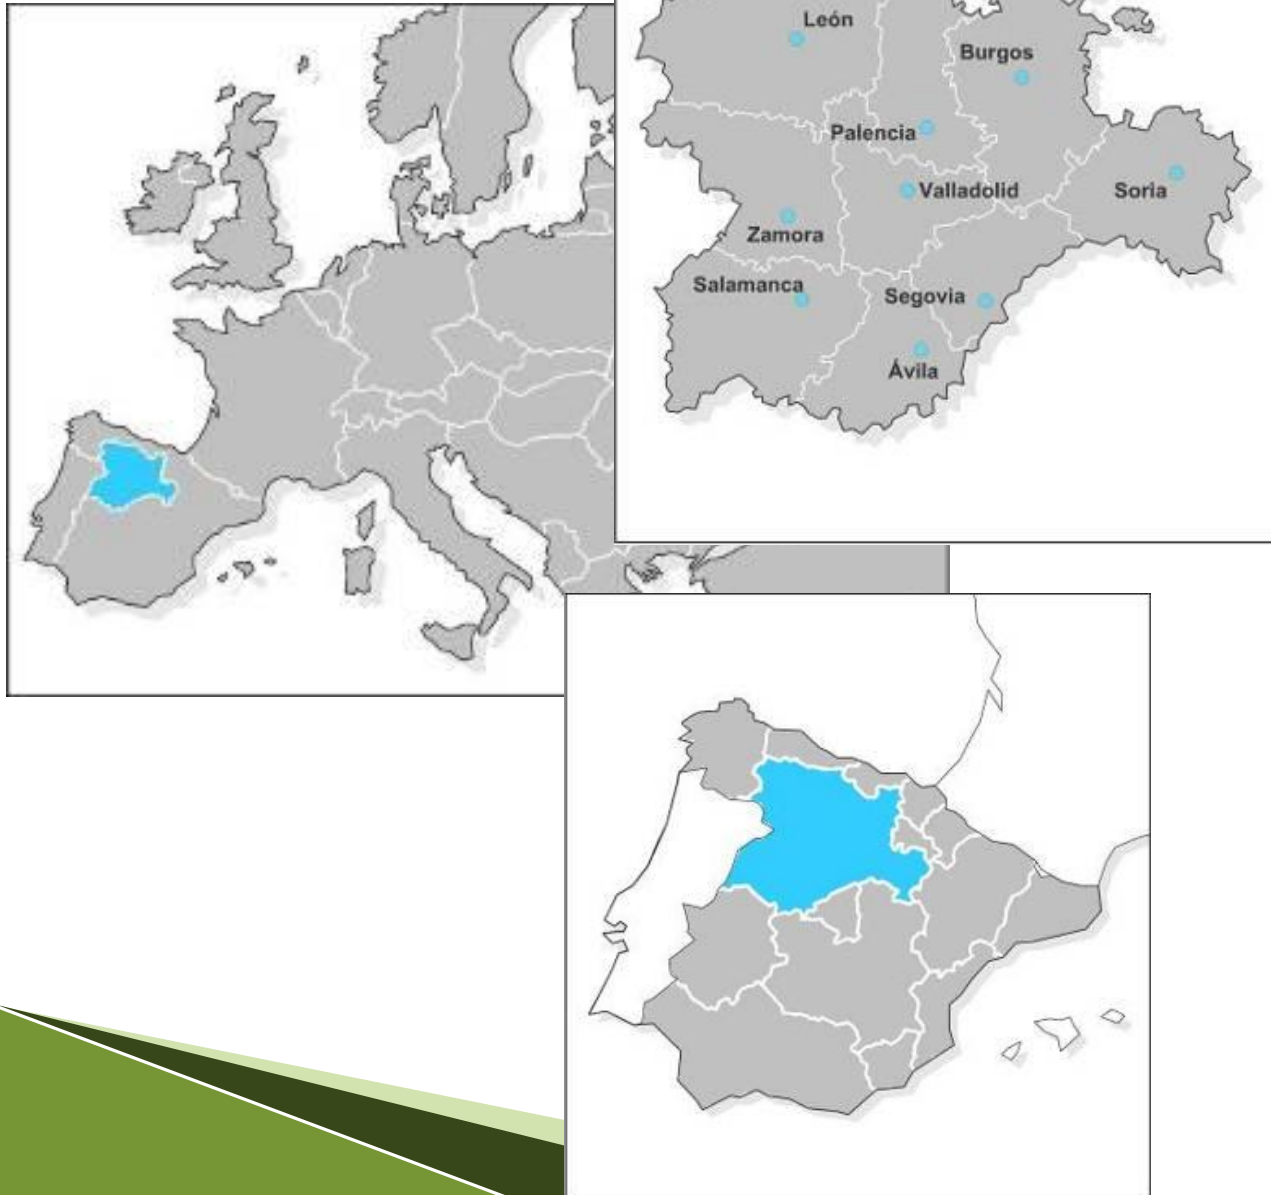 León
Burgos
Palencia
Valladolid
Soria
Zamora
Salamanca
Segovia
Ávila